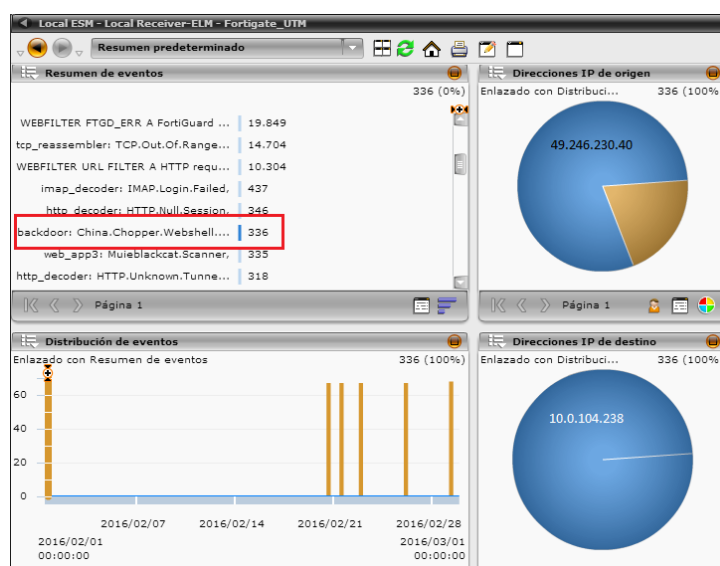 Local ESM - Local Receiver-ELM - Fortigate_UTM
Resumen predeterminado
Resumen de eventos
336 (0%)
WEBFILTER FTGD_ERR A FortiGuard ... 19.849
tcp_reassembler: TCP.Out.Of.Range... 14.704
WEBFILTER URL FILTER A HTTP requ... 10.304
imap_decoder: IMAP.Login.Failed, 437
http_decoder: HTTP.Null.Session, 346
backdoor: China.Chopper.Webshell.... 336
web_app3: Muieblackcat.Scanner, 335
http_decoder: HTTP.Unknown.Tunne... 318
Página 1
Direcciones IP de origen
Enlazado con Distribuci... 336 (100%
49.246.230.40
Página 1
Distribución de eventos
Enlazado con Resumen de eventos 336 (100%)
60
40
20
0
2016/02/07 2016/02/14 2016/02/21 2016/02/28
2016/02/01 2016/03/01
00:00:00 00:00:00
Direcciones IP de destino
Enlazado con Distribuci... 336 (100%
10.0.104.238